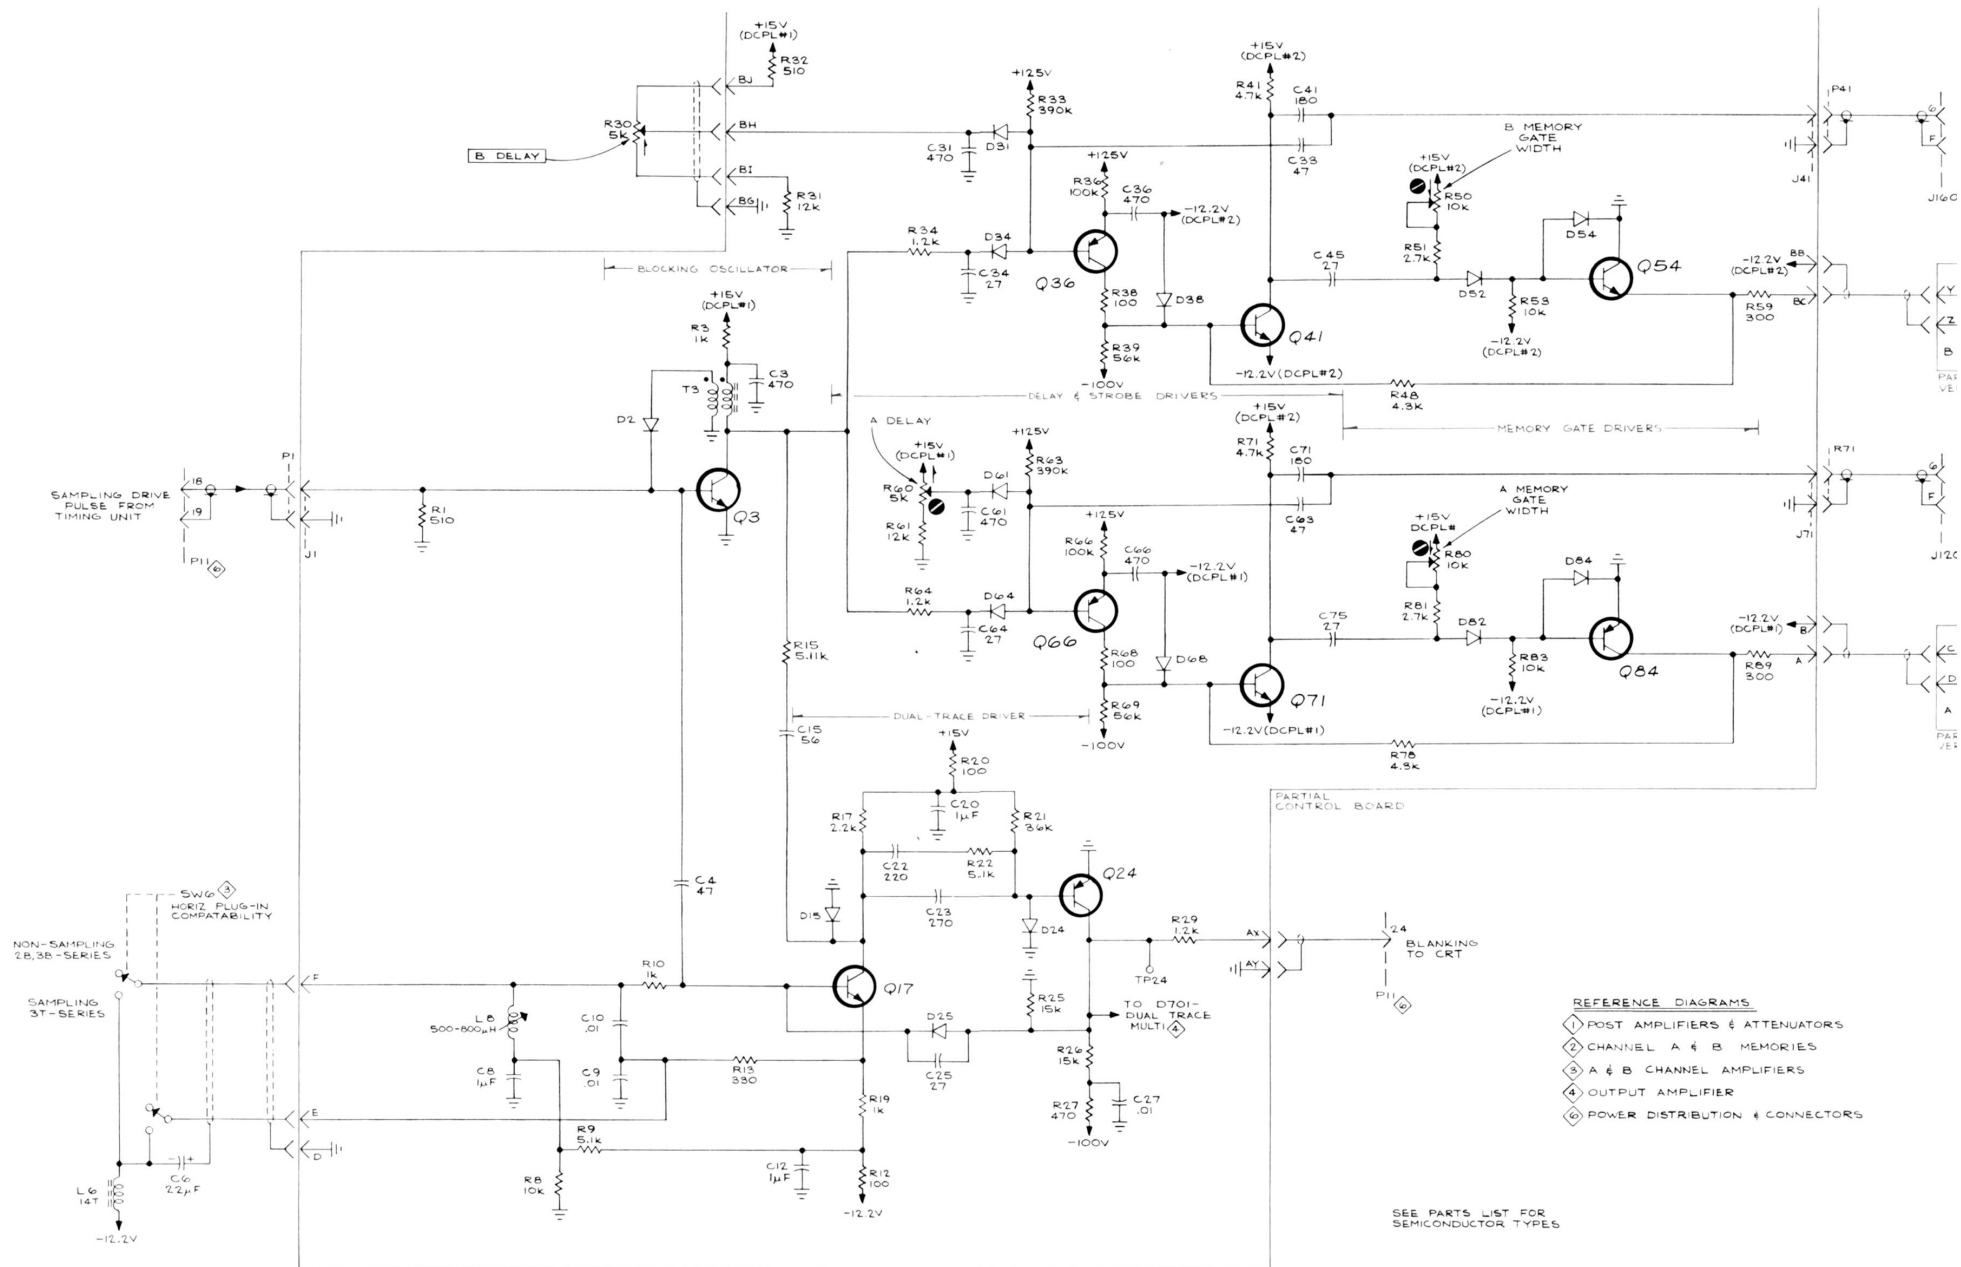 +15V
(DCPL#1)
R32
510
BJ
R30
5K
BH
B DELAY
BI
BG
R31
12K
+125V
R33
390K
C31
470
D31
+15V
(DCPL#2)
R41
4.7K
C41
180
C33
47
P41
6
F
J41
J160
B MEMORY
GATE
WIDTH
+15V
(DCPL#2)
R50
10K
R51
2.7K
+125V
R36
100K
C36
470
-12.2V
(DCPL#2)
R34
1.2K
D34
C34
27
Q36
R38
100
D38
R39
56K
-100V
Q41
-12.2V(DCPL#2)
C45
27
D52
D54
R53
10K
-12.2V
(DCPL#2)
Q54
-12.2V
(DCPL#2)
BB
BC
R59
300
Y
Z
B
R48
4.3K
BLOCKING OSCILLATOR
+15V
(DCPL#1)
R3
1K
C3
470
T3
D2
DELAY & STROBE DRIVERS
MEMORY GATE DRIVERS
SAMPLING DRIVE
PULSE FROM
TIMING UNIT
18
19
P11 6
P1
J1
R1
510
Q3
A DELAY
+15V
(DCPL#1)
R60
5K
R61
12K
D61
C61
470
+125V
R63
390K
+15V
(DCPL#2)
R71
4.7K
C71
180
C63
47
R71
6
F
J71
J120
A MEMORY
GATE
WIDTH
+15V
DCPL#
R80
10K
R81
2.7K
+125V
R66
100K
C66
470
-12.2V
(DCPL#1)
R64
1.2K
D64
C64
27
Q66
R68
100
D68
R69
56K
-100V
Q71
-12.2V(DCPL#1)
C75
27
D82
D84
R83
10K
-12.2V
(DCPL#1)
Q84
-12.2V
(DCPL#1)
B
A
R89
300
C
D
A
R78
4.3K
R15
5.11K
C15
56
DUAL-TRACE DRIVER
+15V
R20
100
R17
2.2K
C20
1µF
R21
36K
C22
220
R22
5.1K
C23
270
Q24
D15
D24
C4
47
PARTIAL
CONTROL BOARD
R29
1.2K
AX
AY
TP24
24
BLANKING
TO CRT
P11 6
SW6 3
HORIZ PLUG-IN
COMPATABILITY
NON-SAMPLING
2B,3B-SERIES
SAMPLING
3T-SERIES
F
R10
1K
Q17
L8
500-800µH
C10
.01
C8
1µF
C9
.01
R13
330
D25
C25
27
R25
15K
TO D701-
DUAL TRACE
MULTI 4
R26
15K
R27
470
C27
.01
-100V
R19
1K
E
D
R9
5.1K
R8
10K
C12
1µF
R12
100
-12.2V
C6
22µF
L6
14T
-12.2V
REFERENCE DIAGRAMS
1 POST AMPLIFIERS & ATTENUATORS
2 CHANNEL A & B MEMORIES
3 A & B CHANNEL AMPLIFIERS
4 OUTPUT AMPLIFIER
6 POWER DISTRIBUTION & CONNECTORS
SEE PARTS LIST FOR
SEMICONDUCTOR TYPES